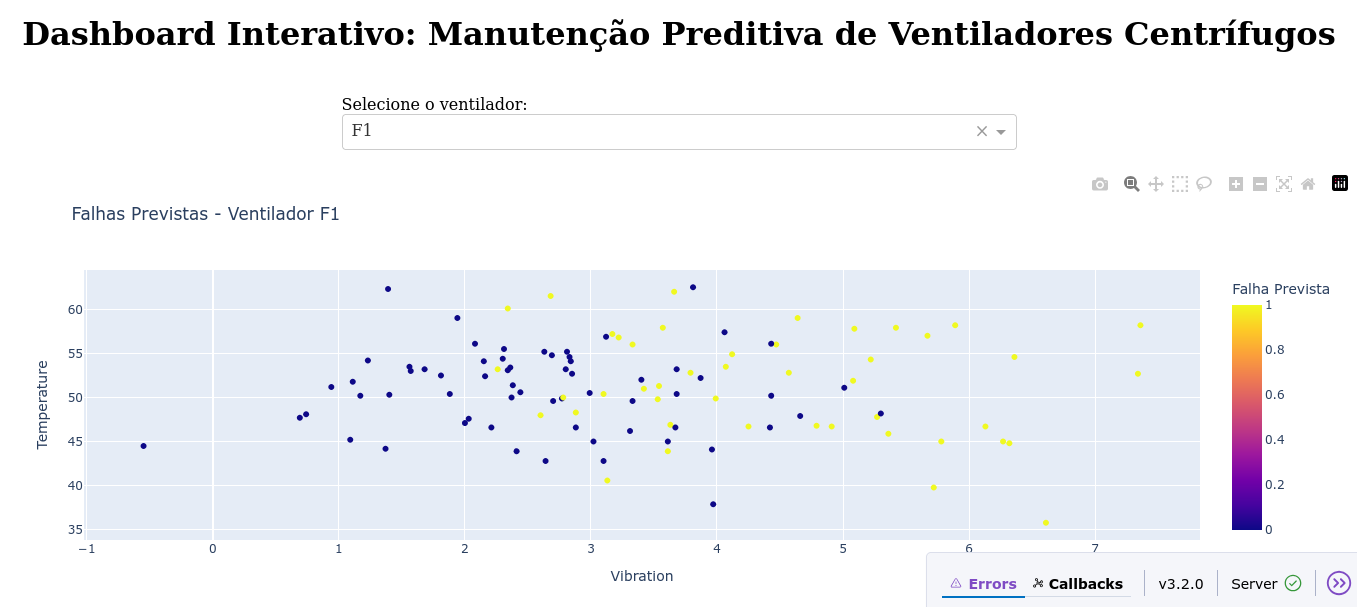 Dashboard Interativo: Manutenção Preditiva de Ventiladores Centrífugos
Selecione o ventilador:
F1
Falhas Previstas - Ventilador F1
Falha Prevista
1
0.8
0.6
0.4
0.2
0
Temperature
60
55
50
45
40
35
−1 0 1 2 3 4 5 6 7
Vibration
Errors Callbacks v3.2.0 Server